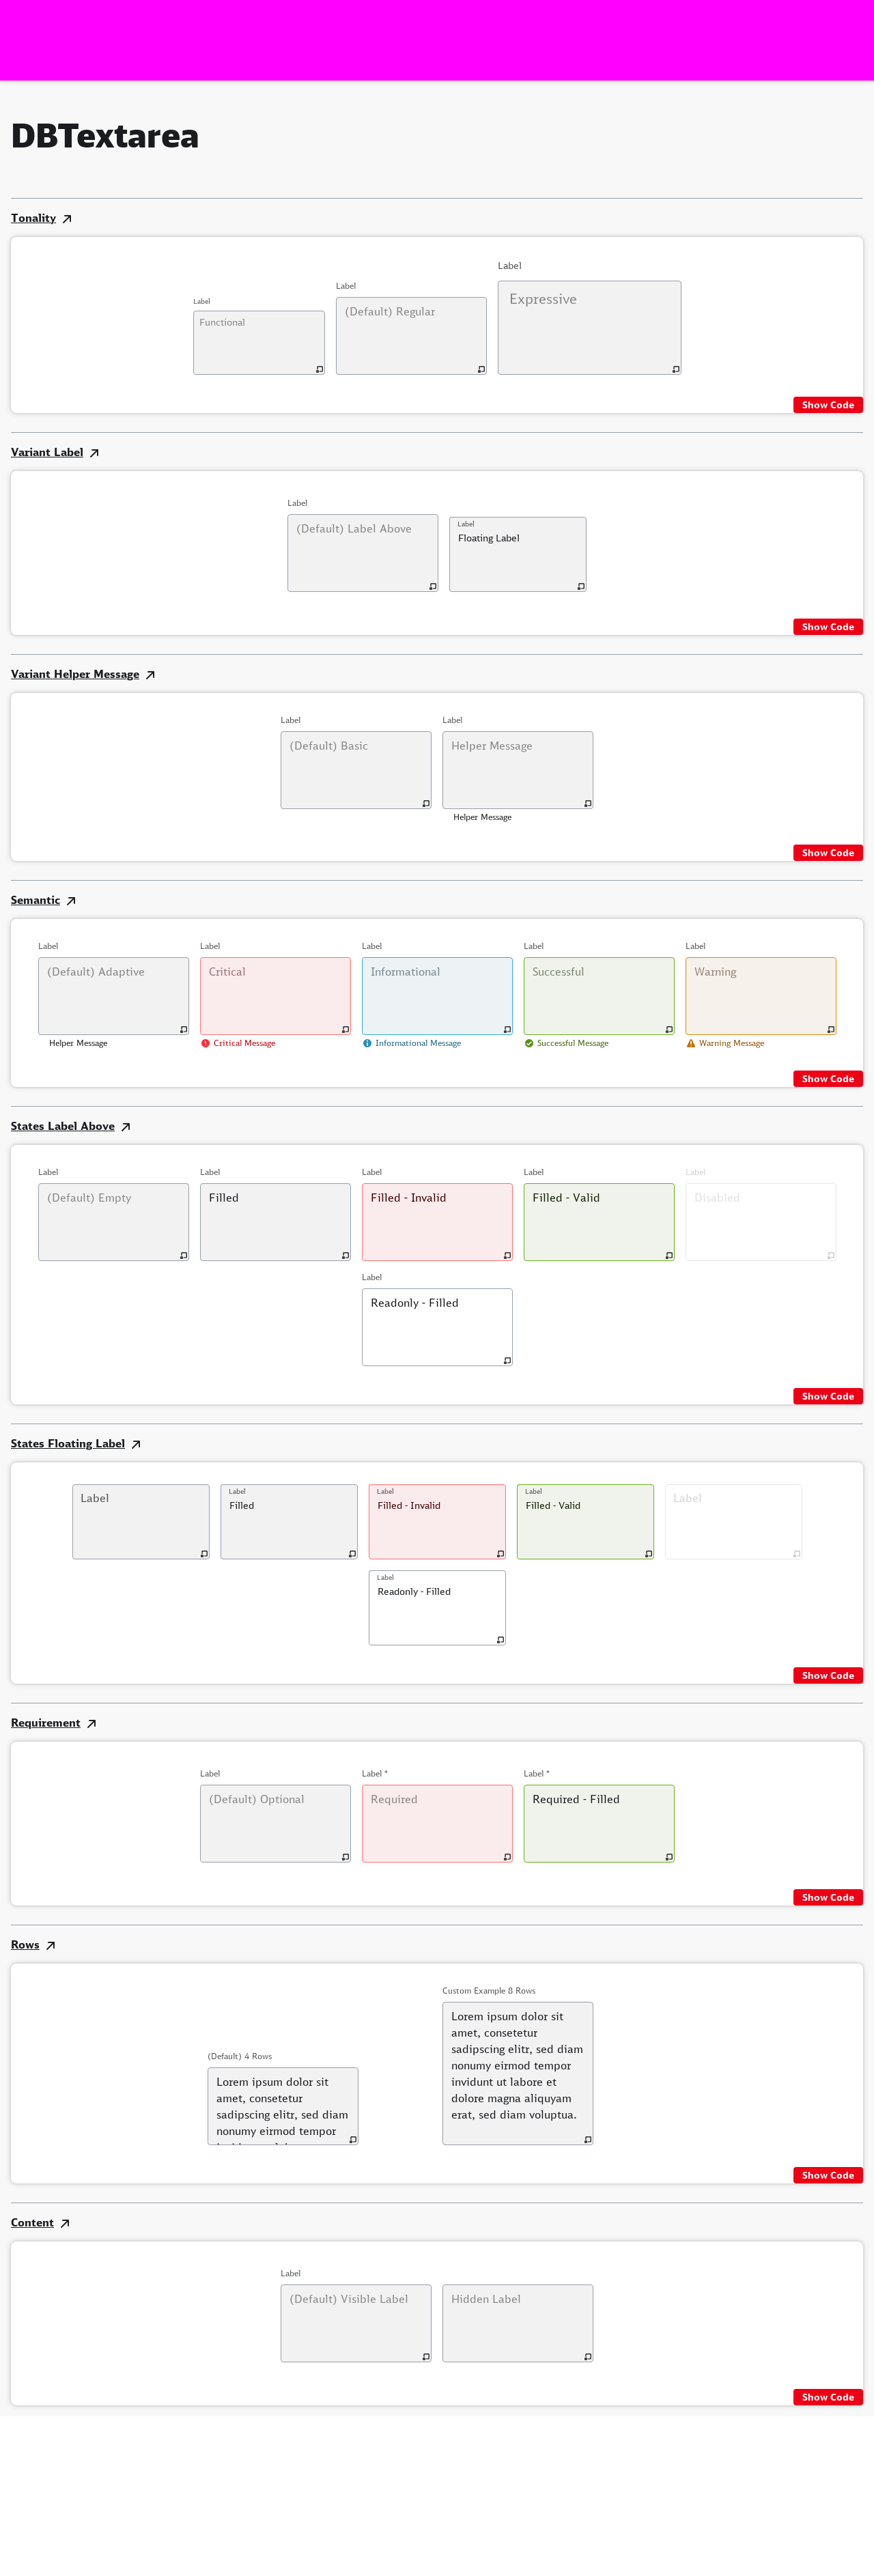 DBTextarea
Tonality
Label
Functional
Label
(Default) Regular
Label
Expressive
Show Code
Variant Label
Label
(Default) Label Above
Label
Floating Label
Show Code
Variant Helper Message
Label
(Default) Basic
Label
Helper Message
Helper Message
Show Code
Semantic
Label
(Default) Adaptive
Helper Message
Label
Critical
Critical Message
Label
Informational
Informational Message
Label
Successful
Successful Message
Label
Warning
Warning Message
Show Code
States Label Above
Label
(Default) Empty
Label
Filled
Label
Filled - Invalid
Label
Filled - Valid
Label
Disabled
Label
Readonly - Filled
Show Code
States Floating Label
Label
Label
Filled
Label
Filled - Invalid
Label
Filled - Valid
Label
Label
Readonly - Filled
Show Code
Requirement
Label
(Default) Optional
Label *
Required
Label *
Required - Filled
Show Code
Rows
(Default) 4 Rows
Lorem ipsum dolor sit
amet, consetetur
sadipscing elitr, sed diam
nonumy eirmod tempor
Custom Example 8 Rows
Lorem ipsum dolor sit
amet, consetetur
sadipscing elitr, sed diam
nonumy eirmod tempor
invidunt ut labore et
dolore magna aliquyam
erat, sed diam voluptua.
Show Code
Content
Label
(Default) Visible Label
Hidden Label
Show Code